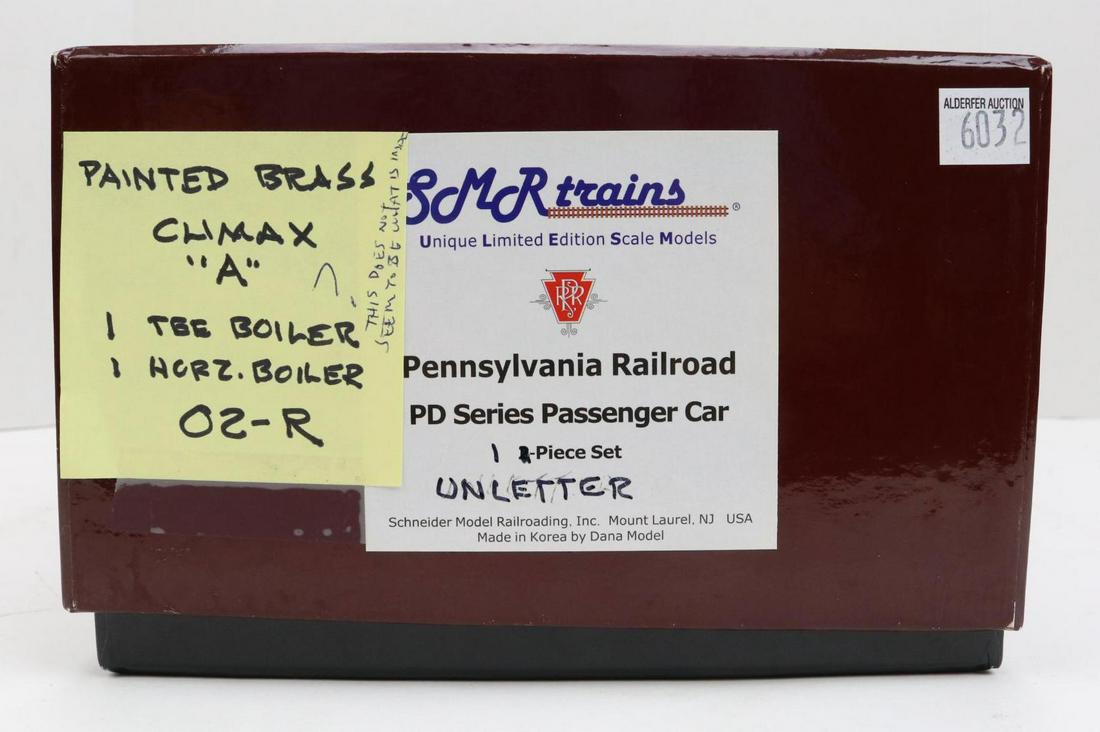 ALDERFER AUCTION
6032
PAINTED BRASS
CLIMAX
"A"
?
1 TEE BOILER
1 HORZ. BOILER
O2-R
THIS DOES NOT
SEEM TO BE WHAT IS
SMR trains ®
Unique Limited Edition Scale Models
PRR
Pennsylvania Railroad
PD Series Passenger Car
1 -Piece Set
UNLETTER
Schneider Model Railroading, Inc. Mount Laurel, NJ USA
Made in Korea by Dana Model